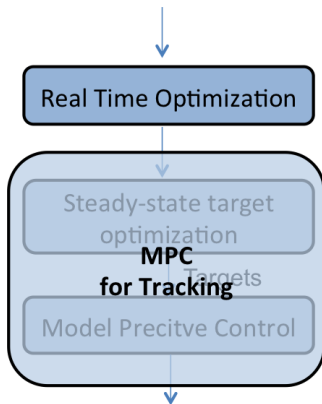 Real Time Optimization
Steady-state target
optimization
MPC
Targets
for Tracking
Model Precitve Control